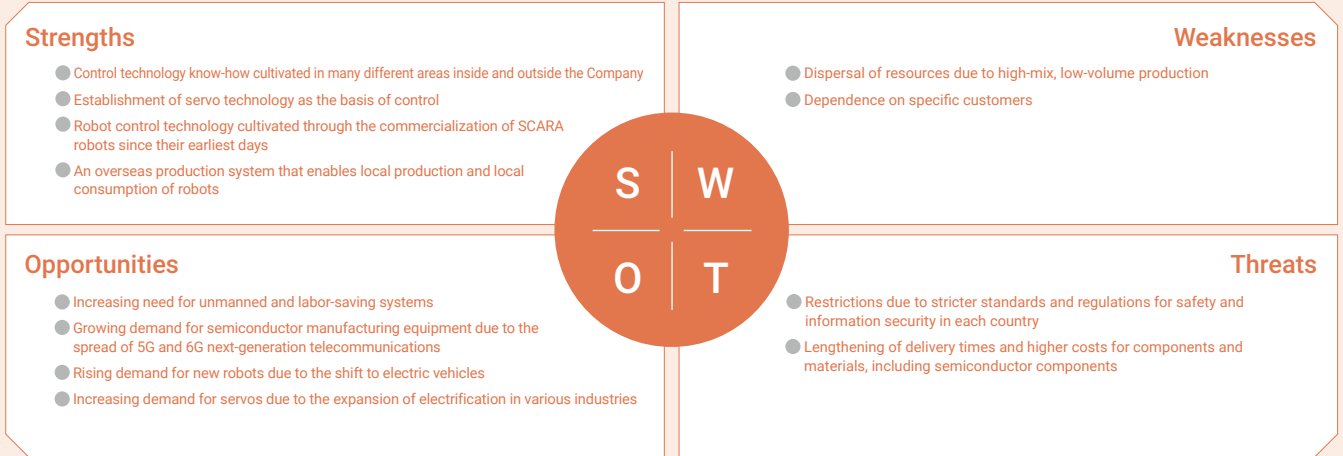 Strengths
Control technology know-how cultivated in many different areas inside and outside the Company
Establishment of servo technology as the basis of control
Robot control technology cultivated through the commercialization of SCARA
robots since their earliest days
An overseas production system that enables local production and local
consumption of robots
Weaknesses
Dispersal of resources due to high-mix, low-volume production
Dependence on specific customers
S W
O T
Opportunities
Increasing need for unmanned and labor-saving systems
Growing demand for semiconductor manufacturing equipment due to the
spread of 5G and 6G next-generation telecommunications
Rising demand for new robots due to the shift to electric vehicles
Increasing demand for servos due to the expansion of electrification in various industries
Threats
Restrictions due to stricter standards and regulations for safety and
information security in each country
Lengthening of delivery times and higher costs for components and
materials, including semiconductor components